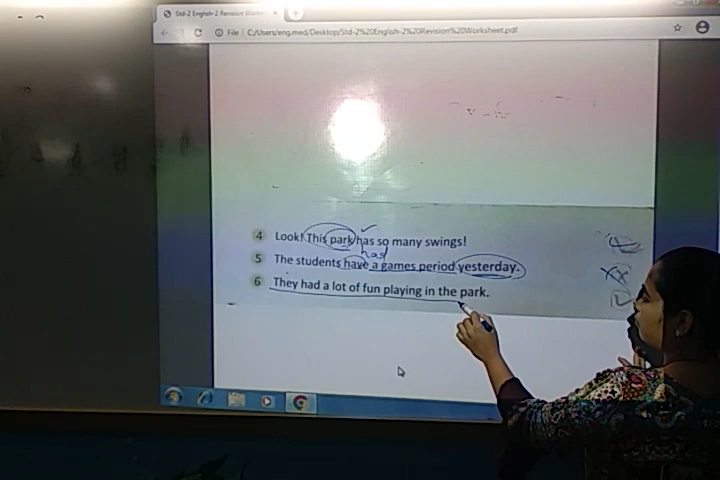 Std-2 English-2 Revision Works
File C:/Users/eng.med/Desktop/Std-2%20English-2%20Revision%20Worksheet.pdf
4 Look! This park has so many swings!
had
5 The students have a games period yesterday.
6 They had a lot of fun playing in the park.